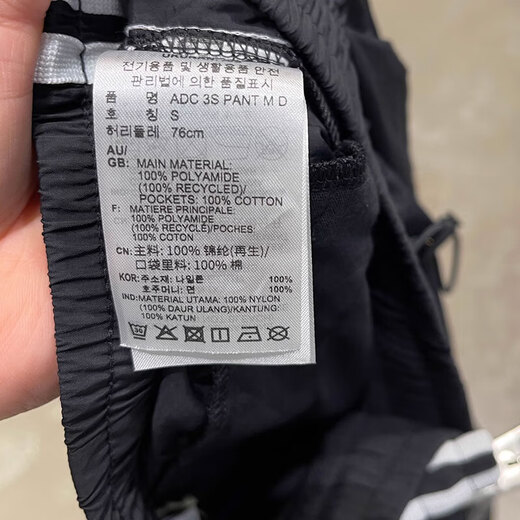 전기용품 및 생활용품 안전
관리법에 의한 품질표시
품 명 ADC 3S PANT M D
호 칭 S
허리둘레 76cm
AU/
GB: MAIN MATERIAL:
100% POLYAMIDE
(100% RECYCLED)/
POCKETS: 100% COTTON
F: MATIERE PRINCIPALE:
100% POLYAMIDE
(100% RECYCLE)/POCHES:
100% COTON
CN: 主料: 100% 锦纶(再生)/
口袋里料: 100% 棉
KOR: 주소재: 나일론 100%
호주머니: 면 100%
IND: MATERIAL UTAMA: 100% NYLON
(100% DAUR ULANG)/KANTUNG:
100% KATUN
30